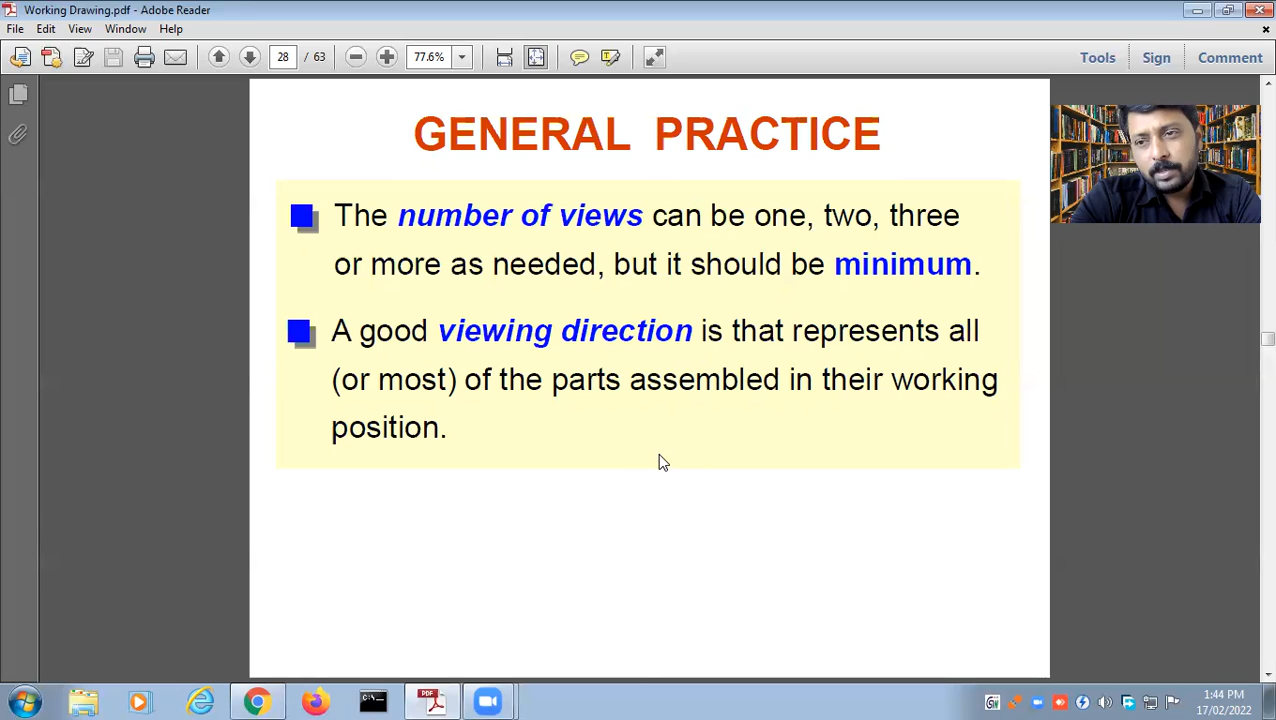 Working Drawing.pdf - Adobe Reader
File Edit View Window Help
28 / 63 77.6% Tools Sign Comment
GENERAL PRACTICE
The number of views can be one, two, three
or more as needed, but it should be minimum.
A good viewing direction is that represents all
(or most) of the parts assembled in their working
position.
1:44 PM
17/02/2022